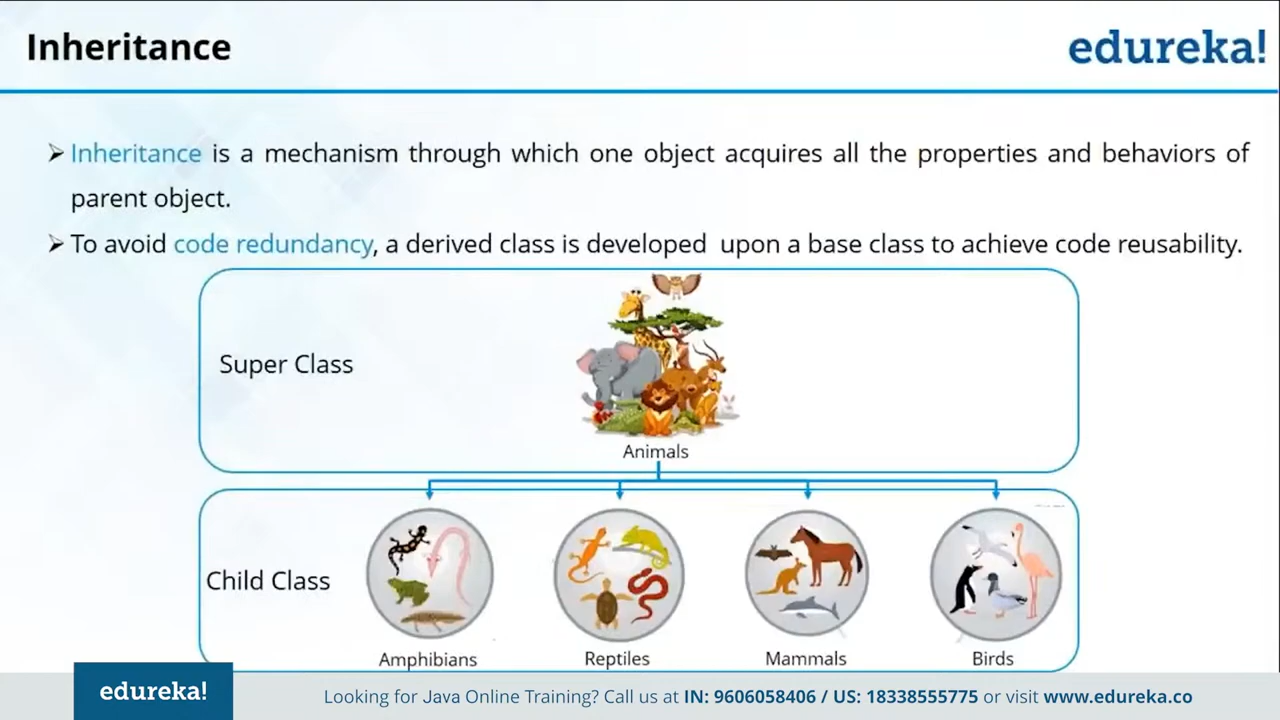 Inheritance
edureka!
➢ Inheritance is a mechanism through which one object acquires all the properties and behaviors of
parent object.
➢ To avoid code redundancy, a derived class is developed upon a base class to achieve code reusability.
Super Class
Animals
Child Class
Amphibians
Reptiles
Mammals
Birds
edureka!
Looking for Java Online Training? Call us at IN: 9606058406 / US: 18338555775 or visit www.edureka.co